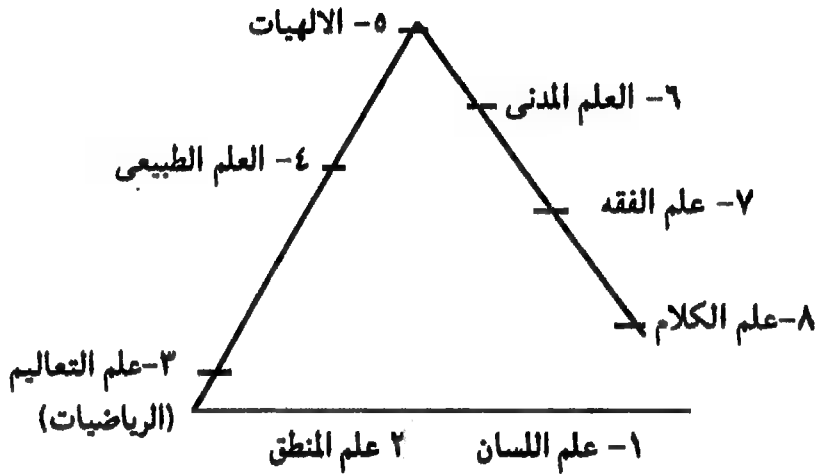 ٥- الالهيات
٦- العلم المدنى
٤- العلم الطبيعى
٧- علم الفقه
٨-علم الكلام
٣-علم التعاليم
(الرياضيات)
١- علم اللسان
٢ علم المنطق